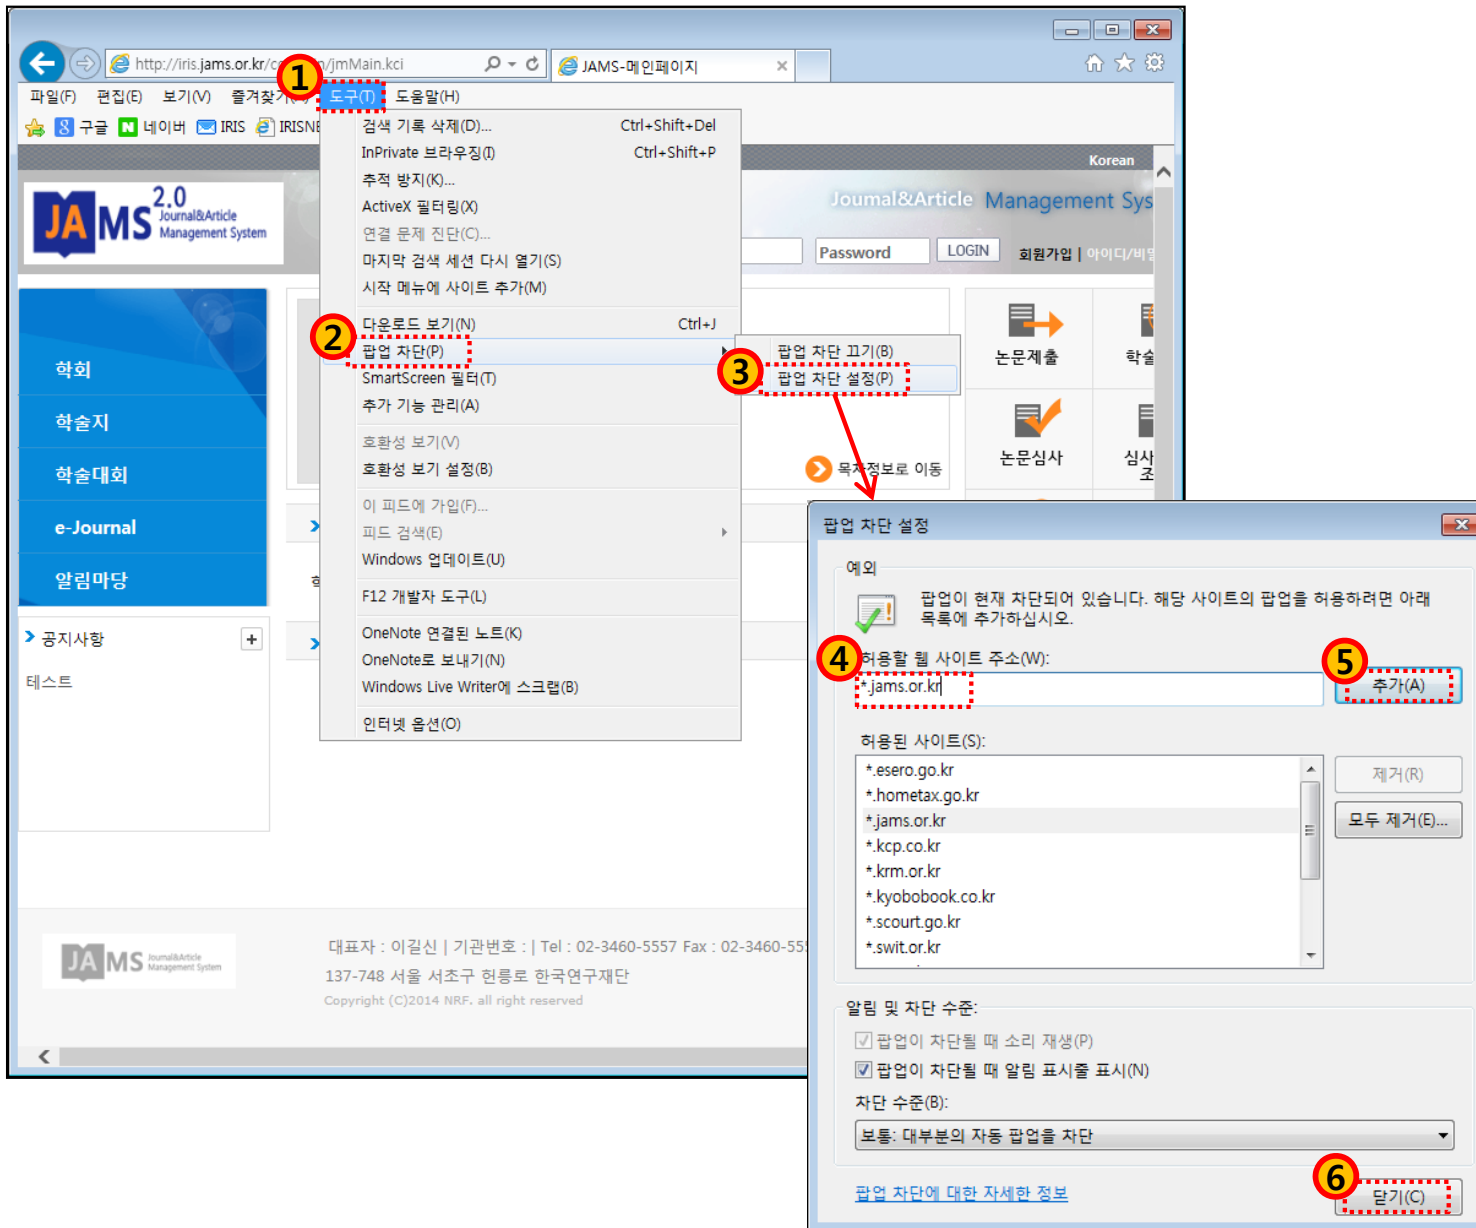 http://iris.jams.or.kr/co /jmMain.kci
JAMS-메인페이지
1
파일(F) 편집(E) 보기(V) 즐겨찾기 도구(T) 도움말(H)
구글 네이버 IRIS IRISNE
검색 기록 삭제(D)... Ctrl+Shift+Del
InPrivate 브라우징(I) Ctrl+Shift+P
추적 방지(K)...
ActiveX 필터링(X)
연결 문제 진단(C)...
마지막 검색 세션 다시 열기(S)
시작 메뉴에 사이트 추가(M)
다운로드 보기(N) Ctrl+J
2
팝업 차단(P)
SmartScreen 필터(T)
추가 기능 관리(A)
호환성 보기(V)
호환성 보기 설정(B)
이 피드에 가입(F)...
피드 검색(E)
Windows 업데이트(U)
F12 개발자 도구(L)
OneNote 연결된 노트(K)
OneNote로 보내기(N)
Windows Live Writer에 스크랩(B)
인터넷 옵션(O)
팝업 차단 끄기(B)
3
팝업 차단 설정(P)
Korean
JAMS 2.0
Journal&Article
Management System
Journal&Article Management Sys
Password LOGIN 회원가입 | 아이디/비밀
학회
학술지
학술대회
e-Journal
알림마당
논문제출 학술
논문심사 심사
조
목차정보로 이동
공지사항
테스트
JAMS Journal&Article
Management System
대표자 : 이길신 | 기관번호 : | Tel : 02-3460-5557 Fax : 02-3460-55
137-748 서울 서초구 헌릉로 한국연구재단
Copyright (C)2014 NRF. all right reserved
팝업 차단 설정
예외
팝업이 현재 차단되어 있습니다. 해당 사이트의 팝업을 허용하려면 아래
목록에 추가하십시오.
4
허용할 웹 사이트 주소(W):
5
*.jams.or.kr 추가(A)
허용된 사이트(S):
*.esero.go.kr 제거(R)
*.hometax.go.kr
*.jams.or.kr 모두 제거(E)...
*.kcp.co.kr
*.krm.or.kr
*.kyobobook.co.kr
*.scourt.go.kr
*.swit.or.kr
알림 및 차단 수준:
팝업이 차단될 때 소리 재생(P)
팝업이 차단될 때 알림 표시줄 표시(N)
차단 수준(B):
보통: 대부분의 자동 팝업을 차단
6
팝업 차단에 대한 자세한 정보 닫기(C)